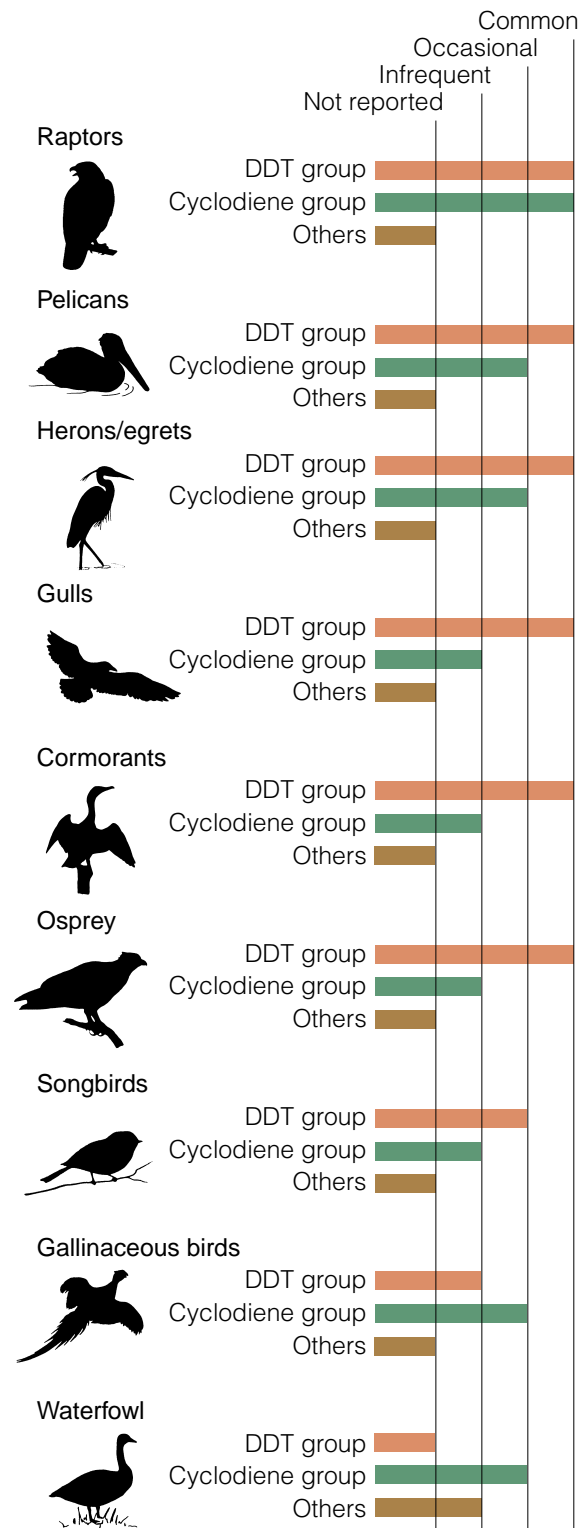 Common
Occasional
Infrequent
Not reported
Raptors
DDT group
Cyclodiene group
Others
Pelicans
DDT group
Cyclodiene group
Others
Herons/egrets
DDT group
Cyclodiene group
Others
Gulls
DDT group
Cyclodiene group
Others
Cormorants
DDT group
Cyclodiene group
Others
Osprey
DDT group
Cyclodiene group
Others
Songbirds
DDT group
Cyclodiene group
Others
Gallinaceous birds
DDT group
Cyclodiene group
Others
Waterfowl
DDT group
Cyclodiene group
Others